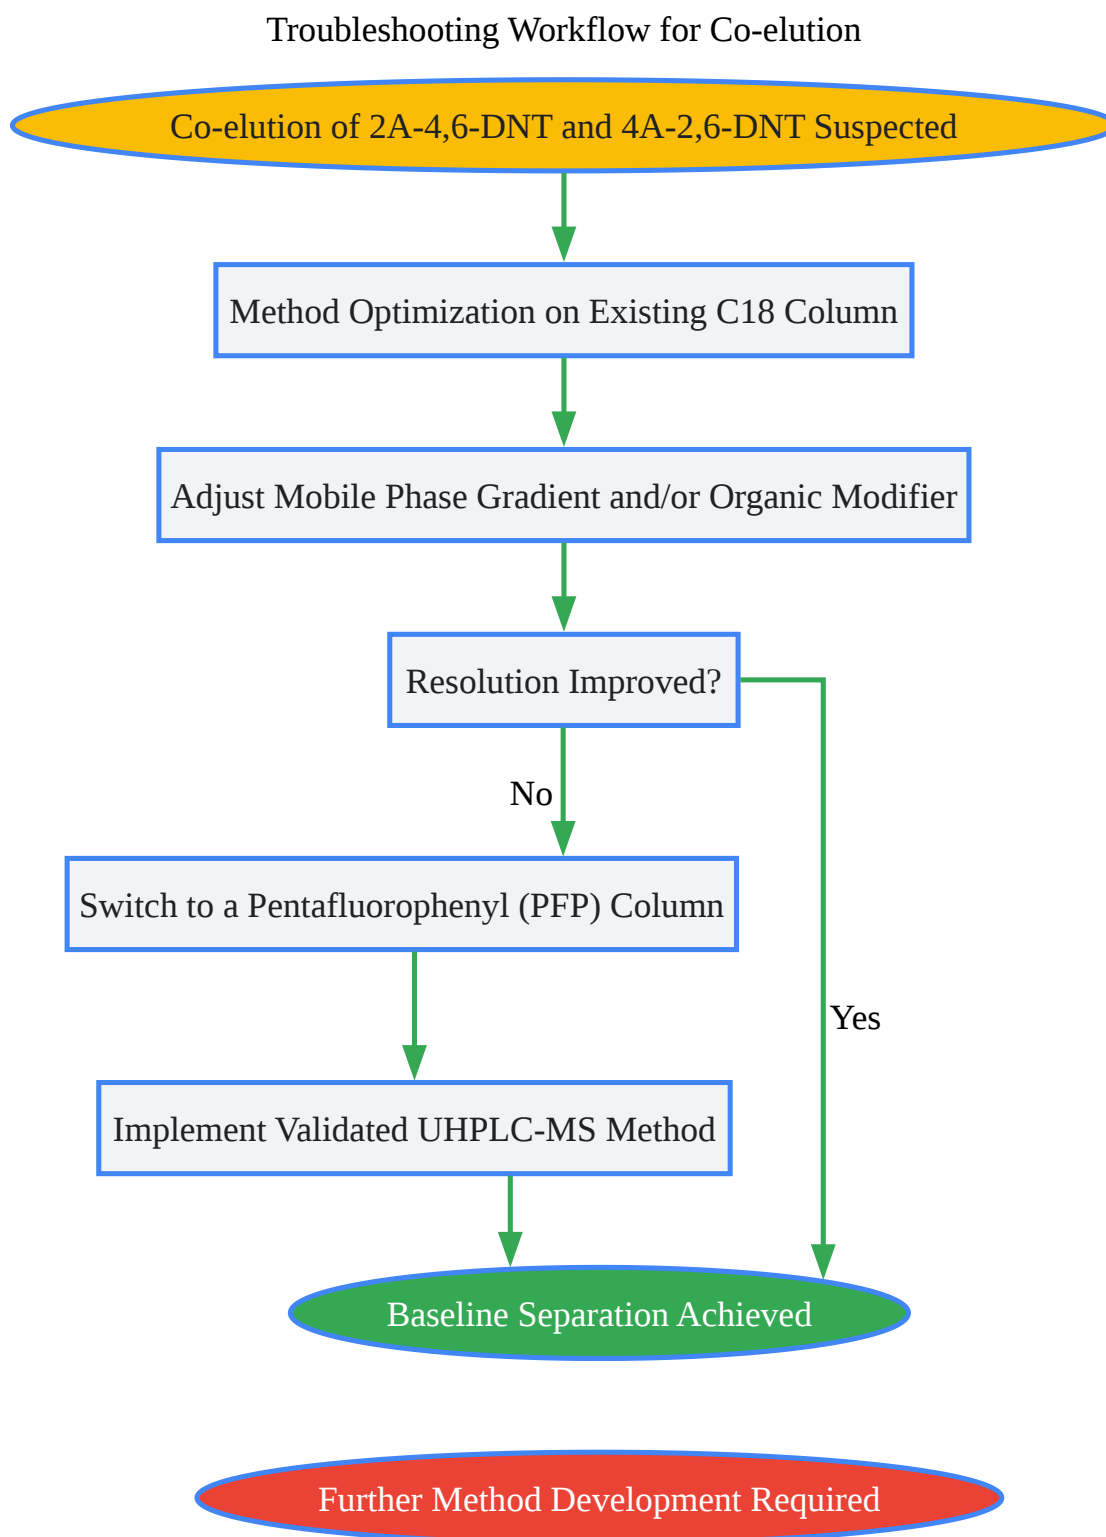 Troubleshooting Workflow for Co-elution
Co-elution of 2A-4,6-DNT and 4A-2,6-DNT Suspected
Method Optimization on Existing C18 Column
Adjust Mobile Phase Gradient and/or Organic Modifier
Resolution Improved?
No
Switch to a Pentafluorophenyl (PFP) Column
Yes
Implement Validated UHPLC-MS Method
Baseline Separation Achieved
Further Method Development Required